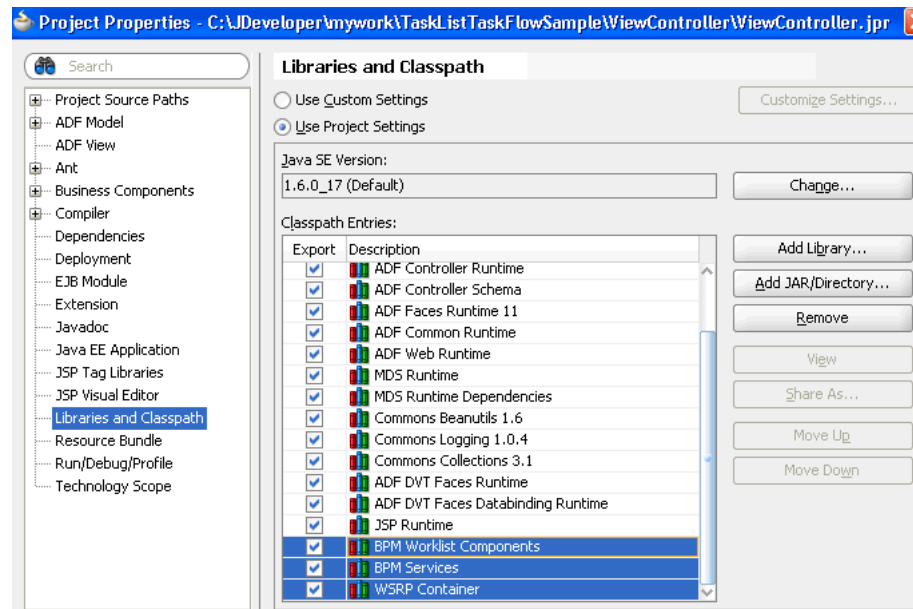 Project Properties - C:\JDeveloper\mywork\TaskListTaskFlowSample\ViewController\ViewController.jpr
Search
Project Source Paths
ADF Model
ADF View
Ant
Business Components
Compiler
Dependencies
Deployment
EJB Module
Extension
Javadoc
Java EE Application
JSP Tag Libraries
JSP Visual Editor
Libraries and Classpath
Resource Bundle
Run/Debug/Profile
Technology Scope
Libraries and Classpath
Use Custom Settings
Customize Settings...
Use Project Settings
Java SE Version:
1.6.0_17 (Default)
Change...
Classpath Entries:
Export Description
ADF Controller Runtime
ADF Controller Schema
ADF Faces Runtime 11
ADF Common Runtime
ADF Web Runtime
MDS Runtime
MDS Runtime Dependencies
Commons Beanutils 1.6
Commons Logging 1.0.4
Commons Collections 3.1
ADF DVT Faces Runtime
ADF DVT Faces Databinding Runtime
JSP Runtime
BPM Worklist Components
BPM Services
WSRP Container
Add Library...
Add JAR/Directory...
Remove
View
Share As...
Move Up
Move Down